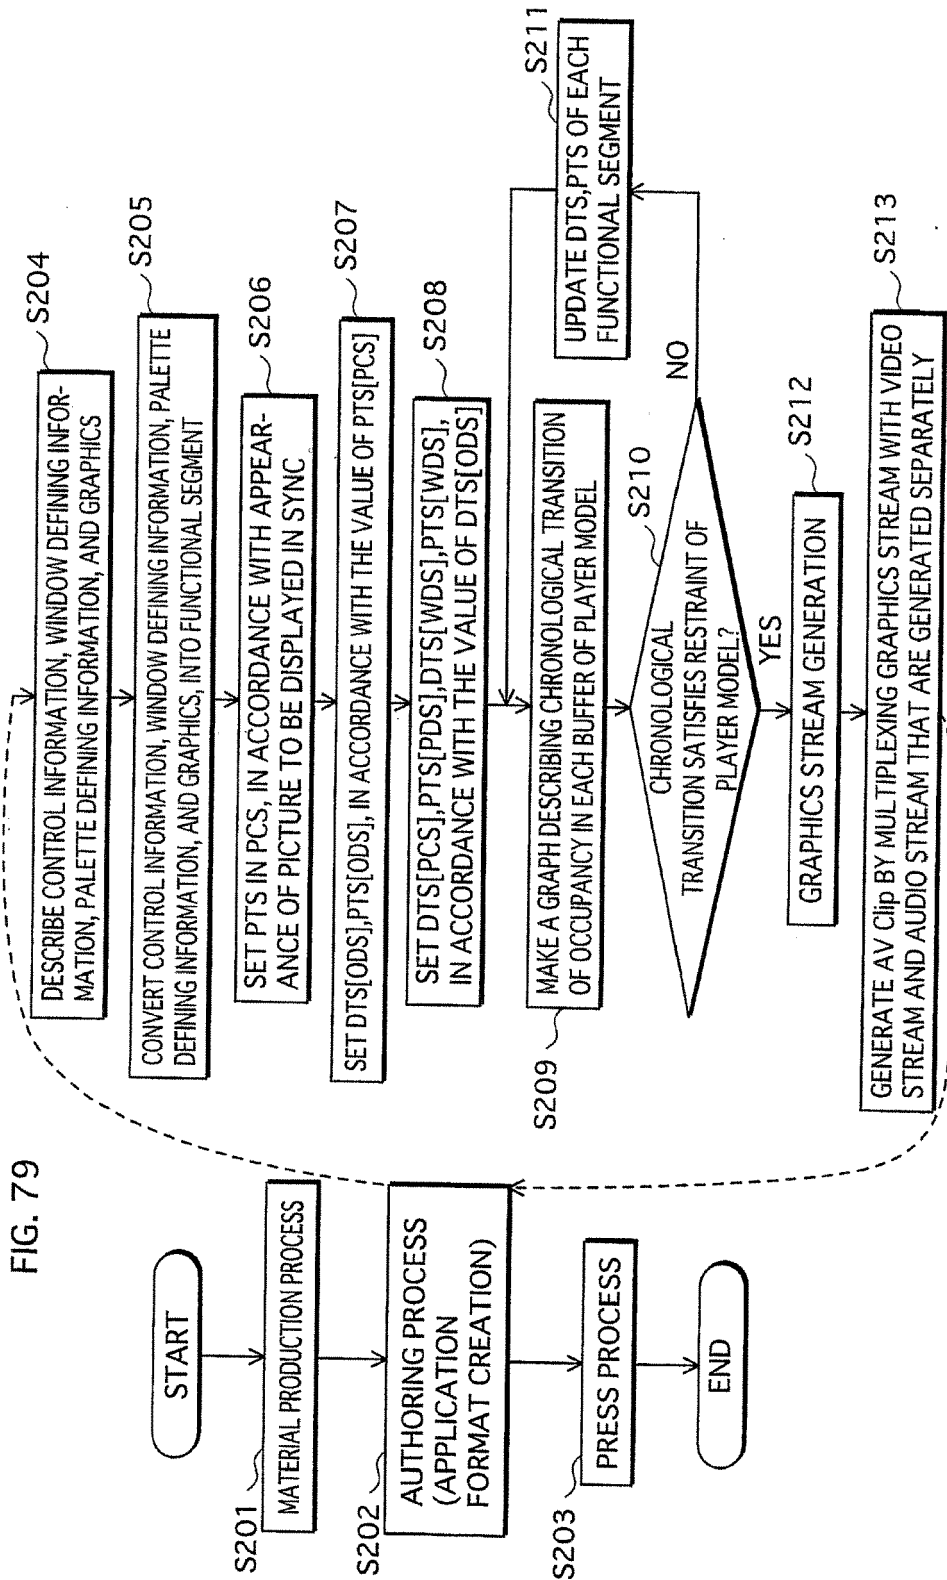 FIG. 79
START
S201
MATERIAL PRODUCTION PROCESS
S202
AUTHORING PROCESS
(APPLICATION
FORMAT CREATION)
S203
PRESS PROCESS
END
S204
DESCRIBE CONTROL INFORMATION, WINDOW DEFINING INFOR-
MATION, PALETTE DEFINING INFORMATION, AND GRAPHICS
S205
CONVERT CONTROL INFORMATION, WINDOW DEFINING INFORMATION, PALETTE
DEFINING INFORMATION, AND GRAPHICS, INTO FUNCTIONAL SEGMENT
S206
SET PTS IN PCS, IN ACCORDANCE WITH APPEAR-
ANCE OF PICTURE TO BE DISPLAYED IN SYNC
S207
SET DTS[ODS],PTS[ODS], IN ACCORDANCE WITH THE VALUE OF PTS[PCS]
S208
SET DTS[PCS],PTS[PDS],DTS[WDS],PTS[WDS],
IN ACCORDANCE WITH THE VALUE OF DTS[ODS]
S209
MAKE A GRAPH DESCRIBING CHRONOLOGICAL TRANSITION
OF OCCUPANCY IN EACH BUFFER OF PLAYER MODEL
S210
CHRONOLOGICAL
TRANSITION SATISFIES RESTRAINT OF
PLAYER MODEL?
NO
YES
S211
UPDATE DTS,PTS OF EACH
FUNCTIONAL SEGMENT
S212
GRAPHICS STREAM GENERATION
S213
GENERATE AV Clip BY MULTIPLEXING GRAPHICS STREAM WITH VIDEO
STREAM AND AUDIO STREAM THAT ARE GENERATED SEPARATELY